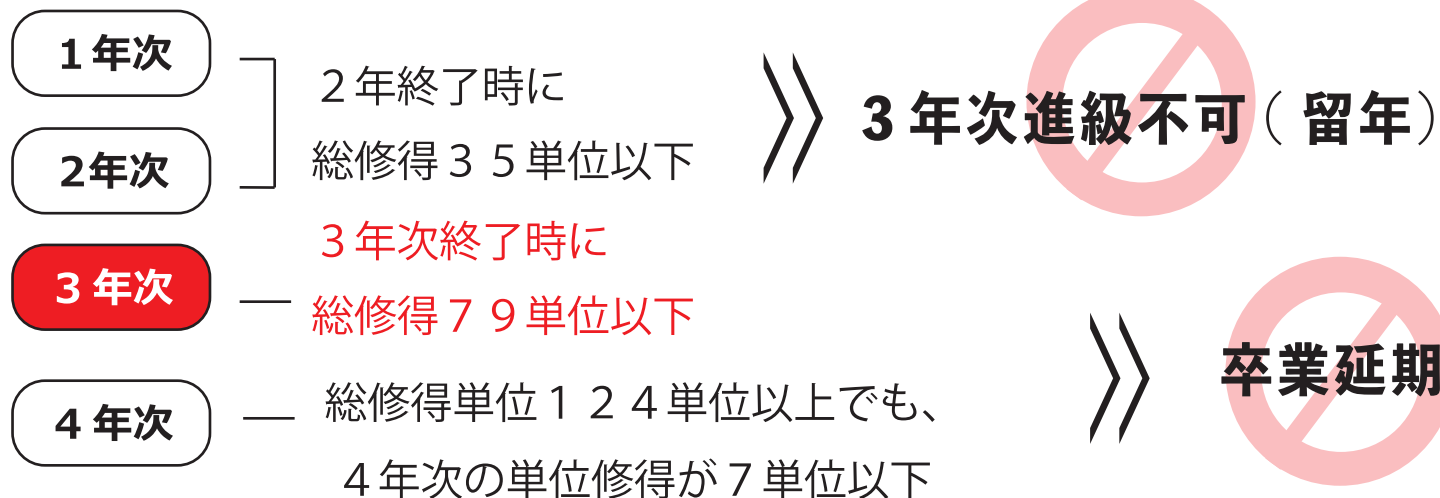 1年次
2年終了時に
総修得35単位以下
3年次進級不可(留年)
2年次
3年次
3年次終了時に
総修得79単位以下
4年次
総修得単位124単位以上でも、
4年次の単位修得が7単位以下
卒業延期